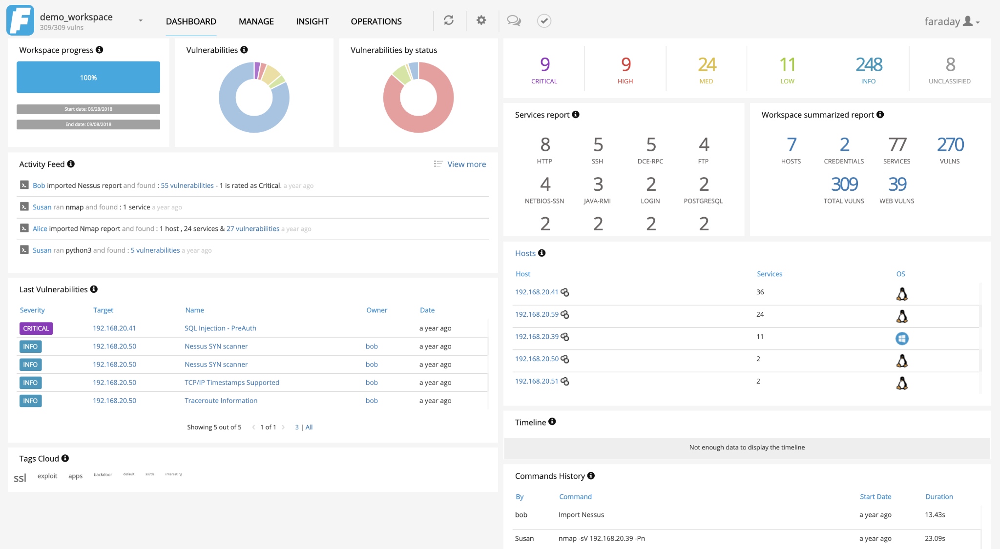 demo_workspace
309/309 vulns
DASHBOARD
MANAGE
INSIGHT
OPERATIONS
faraday
Workspace progress
100%
Start date: 06/28/2018
End date: 09/08/2018
Vulnerabilities
Vulnerabilities by status
9
CRITICAL
9
HIGH
24
MED
11
LOW
248
INFO
8
UNCLASSIFIED
Activity Feed
View more
Bob imported Nessus report and found : 55 vulnerabilities - 1 is rated as Critical. a year ago
Susan ran nmap and found : 1 service a year ago
Alice imported Nmap report and found : 1 host , 24 services & 27 vulnerabilities a year ago
Susan ran python3 and found : 5 vulnerabilities a year ago
Services report
8 5 5 4
HTTP SSH DCE-RPC FTP
4 3 2 2
NETBIOS-SSN JAVA-RMI LOGIN POSTGRESQL
2 2 2 2
Workspace summarized report
7 2 77 270
HOSTS CREDENTIALS SERVICES VULNS
309 39
TOTAL VULNS WEB VULNS
Last Vulnerabilities
Severity Target Name Owner Date
CRITICAL 192.168.20.41 SQL Injection - PreAuth a year ago
INFO 192.168.20.50 Nessus SYN scanner bob a year ago
INFO 192.168.20.50 Nessus SYN scanner bob a year ago
INFO 192.168.20.50 TCP/IP Timestamps Supported bob a year ago
INFO 192.168.20.50 Traceroute Information bob a year ago
Showing 5 out of 5 1 of 1 3 | All
Hosts
Host Services OS
192.168.20.41 36
192.168.20.59 24
192.168.20.39 11
192.168.20.50 2
192.168.20.51 2
Timeline
Not enough data to display the timeline
Tags Cloud
ssl exploit apps backdoor default ssl/tls interesting
Commands History
By Command Start Date Duration
bob Import Nessus a year ago 13.43s
Susan nmap -sV 192.168.20.39 -Pn a year ago 23.09s